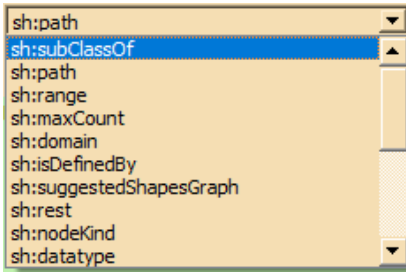 sh:path
sh:subClassOf
sh:path
sh:range
sh:maxCount
sh:domain
sh:isDefinedBy
sh:suggestedShapesGraph
sh:rest
sh:nodeKind
sh:datatype